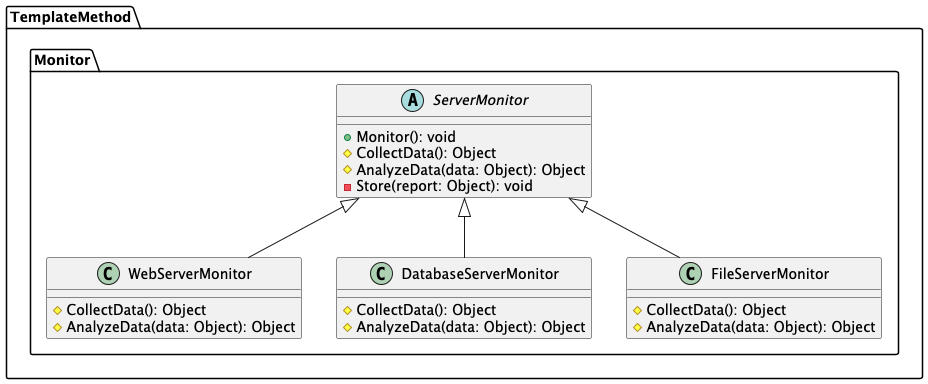 TemplateMethod
Monitor
A ServerMonitor
Monitor(): void
CollectData(): Object
AnalyzeData(data: Object): Object
Store(report: Object): void
C WebServerMonitor
CollectData(): Object
AnalyzeData(data: Object): Object
C DatabaseServerMonitor
CollectData(): Object
AnalyzeData(data: Object): Object
C FileServerMonitor
CollectData(): Object
AnalyzeData(data: Object): Object